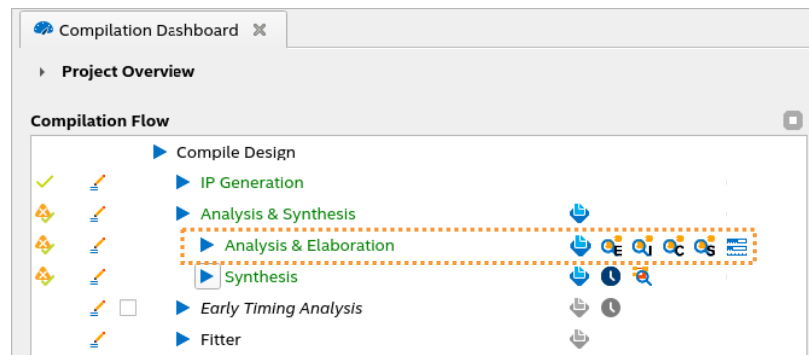 Compilation Dashboard
Project Overview
Compilation Flow
Compile Design
IP Generation
Analysis & Synthesis
Analysis & Elaboration E I C S
Synthesis
Early Timing Analysis
Fitter